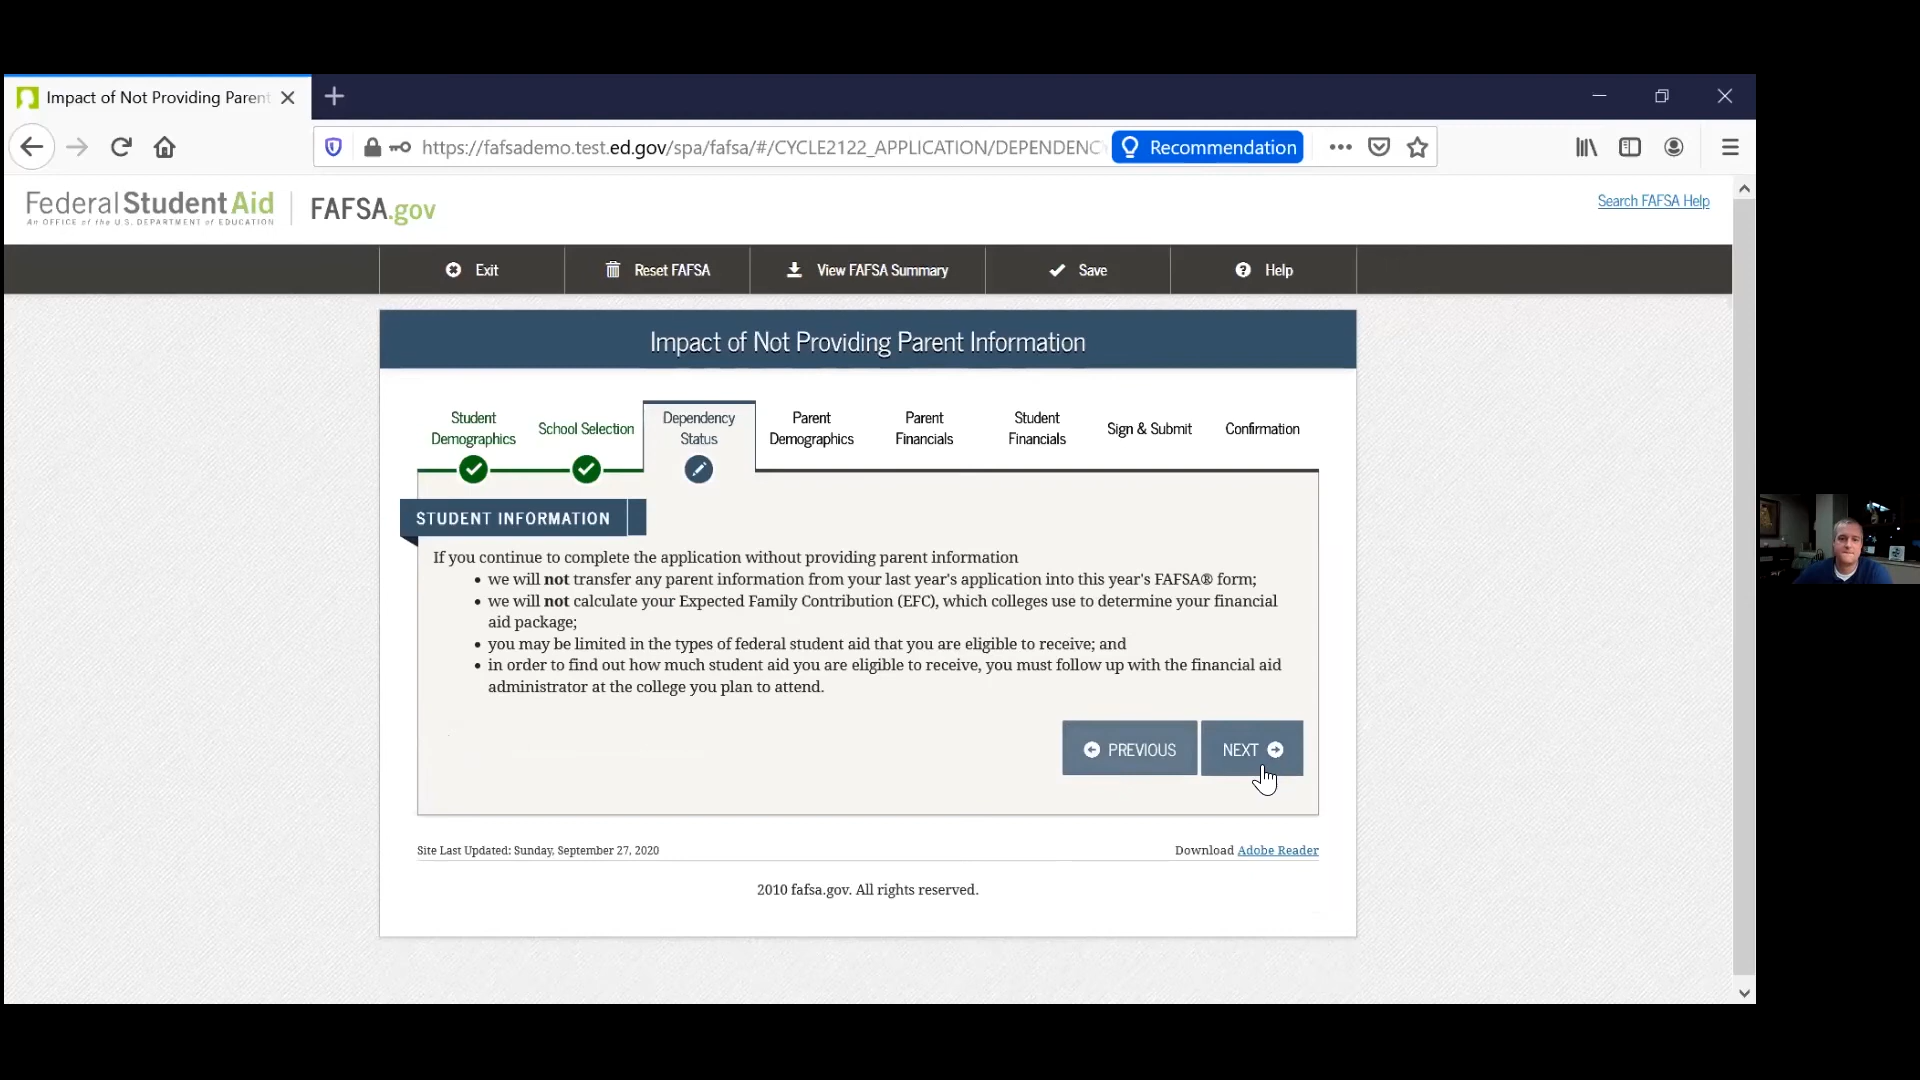 Impact of Not Providing Parent
https://fafsademo.test.ed.gov/spa/fafsa/#/CYCLE2122_APPLICATION/DEPENDENC
Recommendation
Federal Student Aid
An OFFICE of the U.S. DEPARTMENT of EDUCATION
FAFSA.gov
Search FAFSA Help
Exit
Reset FAFSA
View FAFSA Summary
Save
Help
Impact of Not Providing Parent Information
Student
Demographics
School Selection
Dependency
Status
Parent
Demographics
Parent
Financials
Student
Financials
Sign & Submit
Confirmation
STUDENT INFORMATION
If you continue to complete the application without providing parent information
• we will not transfer any parent information from your last year's application into this year's FAFSA® form;
• we will not calculate your Expected Family Contribution (EFC), which colleges use to determine your financial
aid package;
• you may be limited in the types of federal student aid that you are eligible to receive; and
• in order to find out how much student aid you are eligible to receive, you must follow up with the financial aid
administrator at the college you plan to attend.
PREVIOUS
NEXT
Site Last Updated: Sunday, September 27, 2020
Download Adobe Reader
2010 fafsa.gov. All rights reserved.